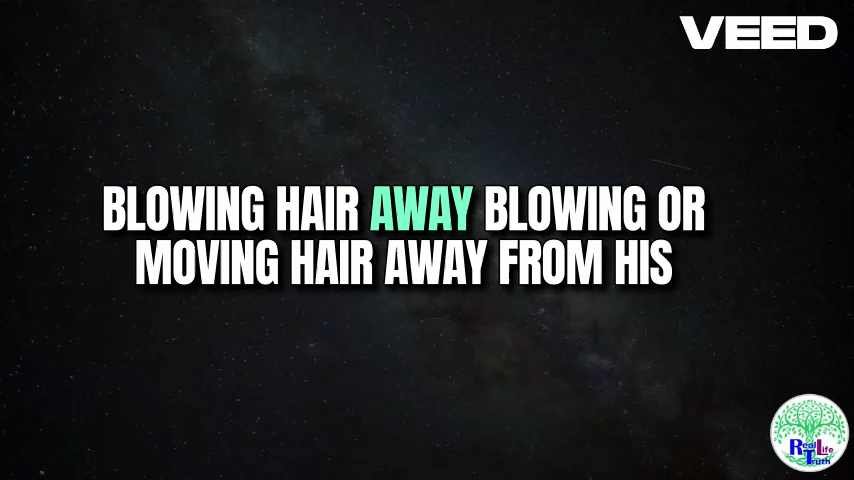 VEED
BLOWING HAIR AWAY BLOWING OR
MOVING HAIR AWAY FROM HIS
Real Life
Truth